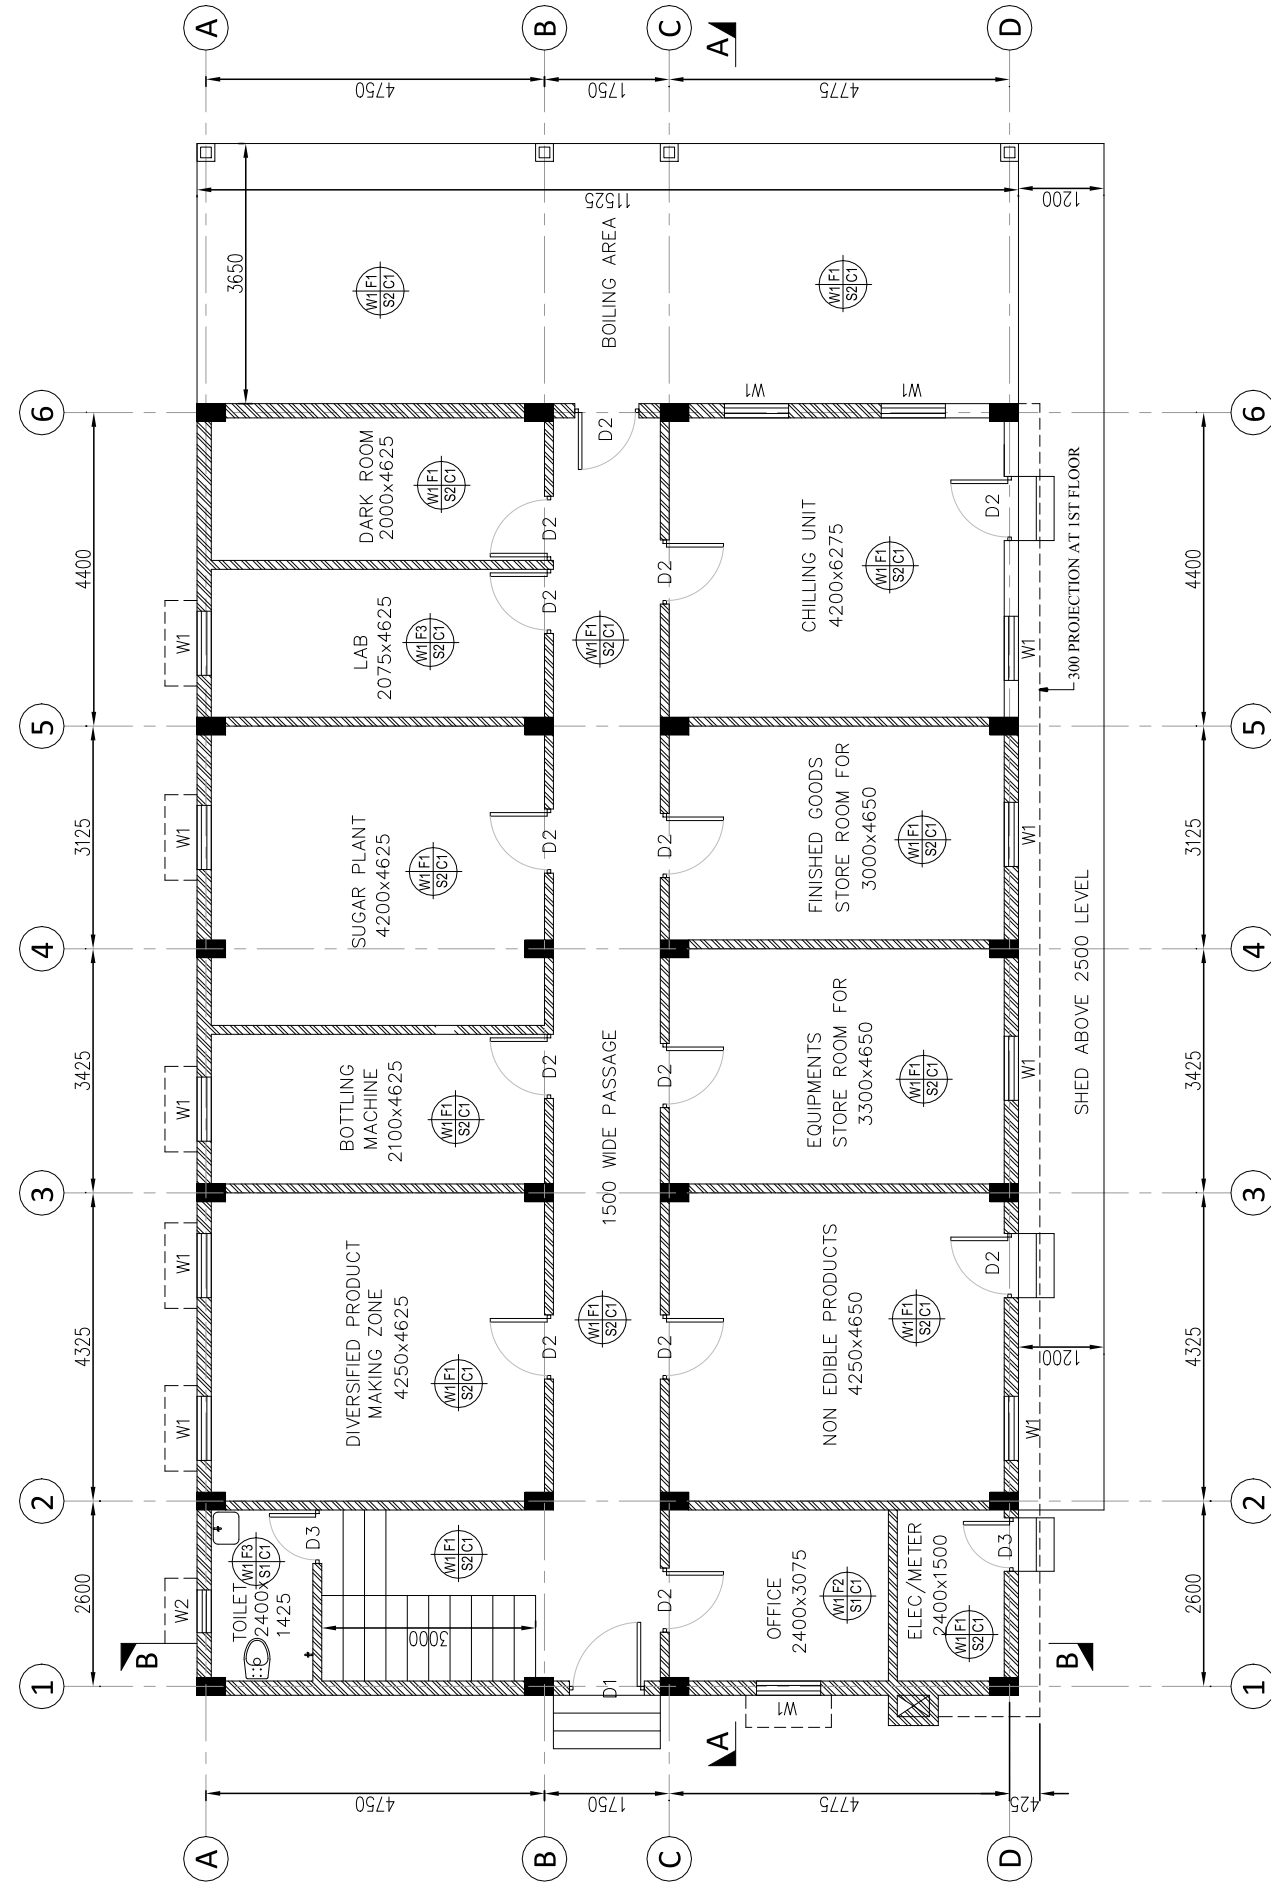 1
2
3
4
5
6
2600
4325
3425
3125
4400
3650
B
A
A
W2
W1
W1
W1
W1
W1
TOILET
2400x
1425
W1 F3
S1 C1
D3
3000
W1 F1
S2 C1
DIVERSIFIED PRODUCT
MAKING ZONE
4250x4625
W1 F1
S2 C1
D2
BOTTLING
MACHINE
2100x4625
W1 F1
S2 C1
D2
SUGAR PLANT
4200x4625
W1 F1
S2 C1
D2
LAB
2075x4625
W1 F3
S2 C1
D2
DARK ROOM
2000x4625
W1 F1
S2 C1
D2
W1 F1
S2 C1
4750
4750
11525
B
B
D1
W1 F1
S2 C1
1500 WIDE PASSAGE
W1 F1
S2 C1
D2
BOILING AREA
1750
1750
C
C
A
A
D2
D2
D2
D2
D2
OFFICE
2400x3075
W1 F2
S1 C1
W1
NON EDIBLE PRODUCTS
4250x4650
W1 F1
S2 C1
D2
EQUIPMENTS
STORE ROOM FOR
3300x4650
W1 F1
S2 C1
FINISHED GOODS
STORE ROOM FOR
3000x4650
W1 F1
S2 C1
CHILLING UNIT
4200x6275
W1 F1
S2 C1
D2
W1
W1
W1 F1
S2 C1
4775
4775
ELEC/METER
2400x1500
W1 F1
S2 C1
D3
D
D
425
W1
W1
W1
W1
1200
1200
300 PROJECTION AT 1ST FLOOR
SHED ABOVE 2500 LEVEL
B
2600
4325
3425
3125
4400
1
2
3
4
5
6